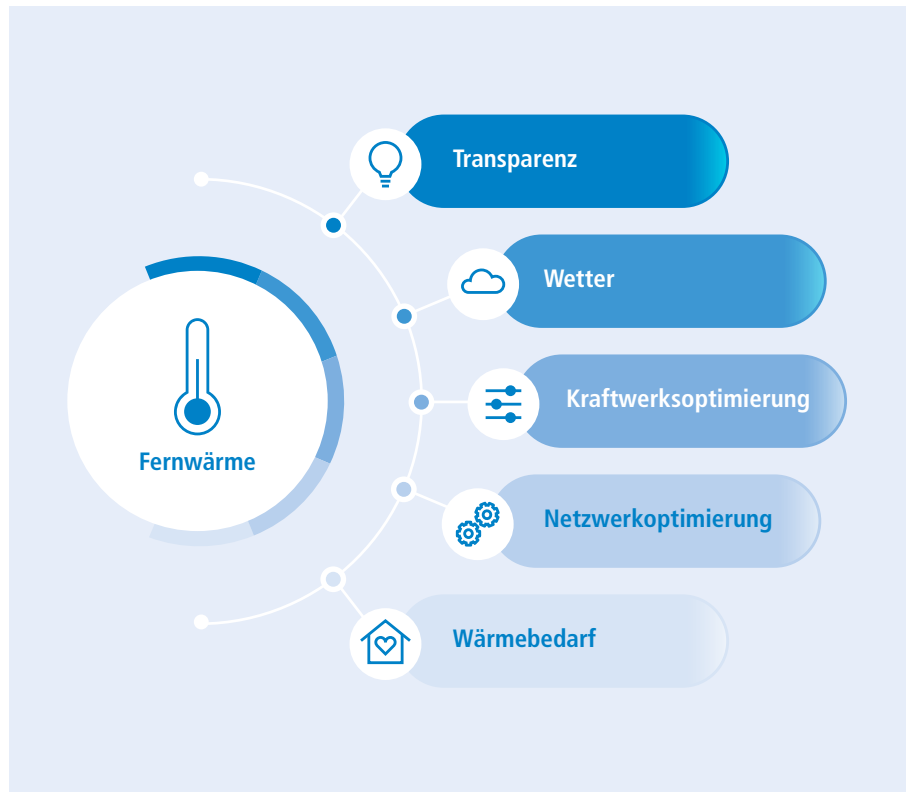 Transparenz
Wetter
Kraftwerksoptimierung
Fernwärme
Netzwerkoptimierung
Wärmebedarf